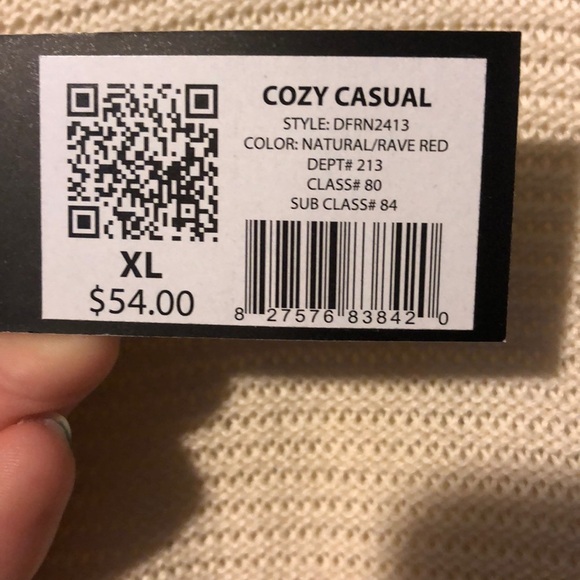 COZY CASUAL
STYLE: DFRN2413
COLOR: NATURAL/RAVE RED
DEPT# 213
CLASS# 80
SUB CLASS# 84
XL
$54.00
8 27576 83842 0